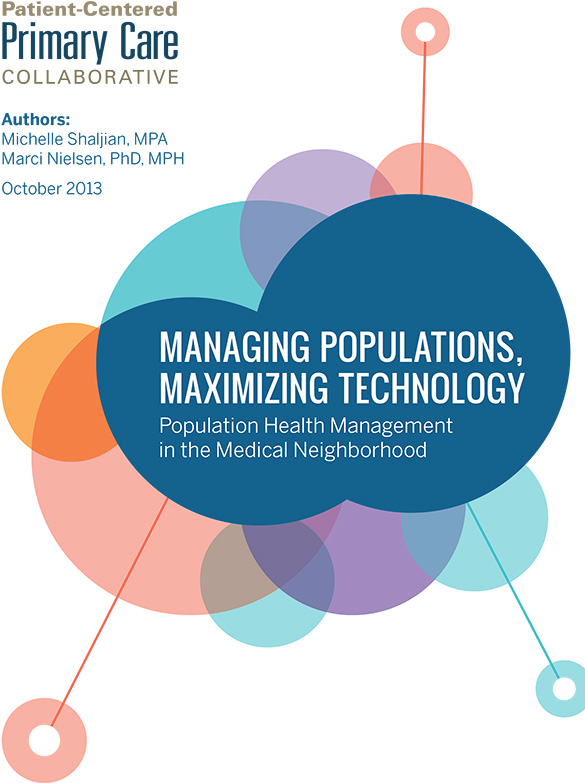 Patient-Centered
Primary Care
COLLABORATIVE
Authors:
Michelle Shaljian, MPA
Marci Nielsen, PhD, MPH
October 2013
MANAGING POPULATIONS,
MAXIMIZING TECHNOLOGY
Population Health Management
in the Medical Neighborhood